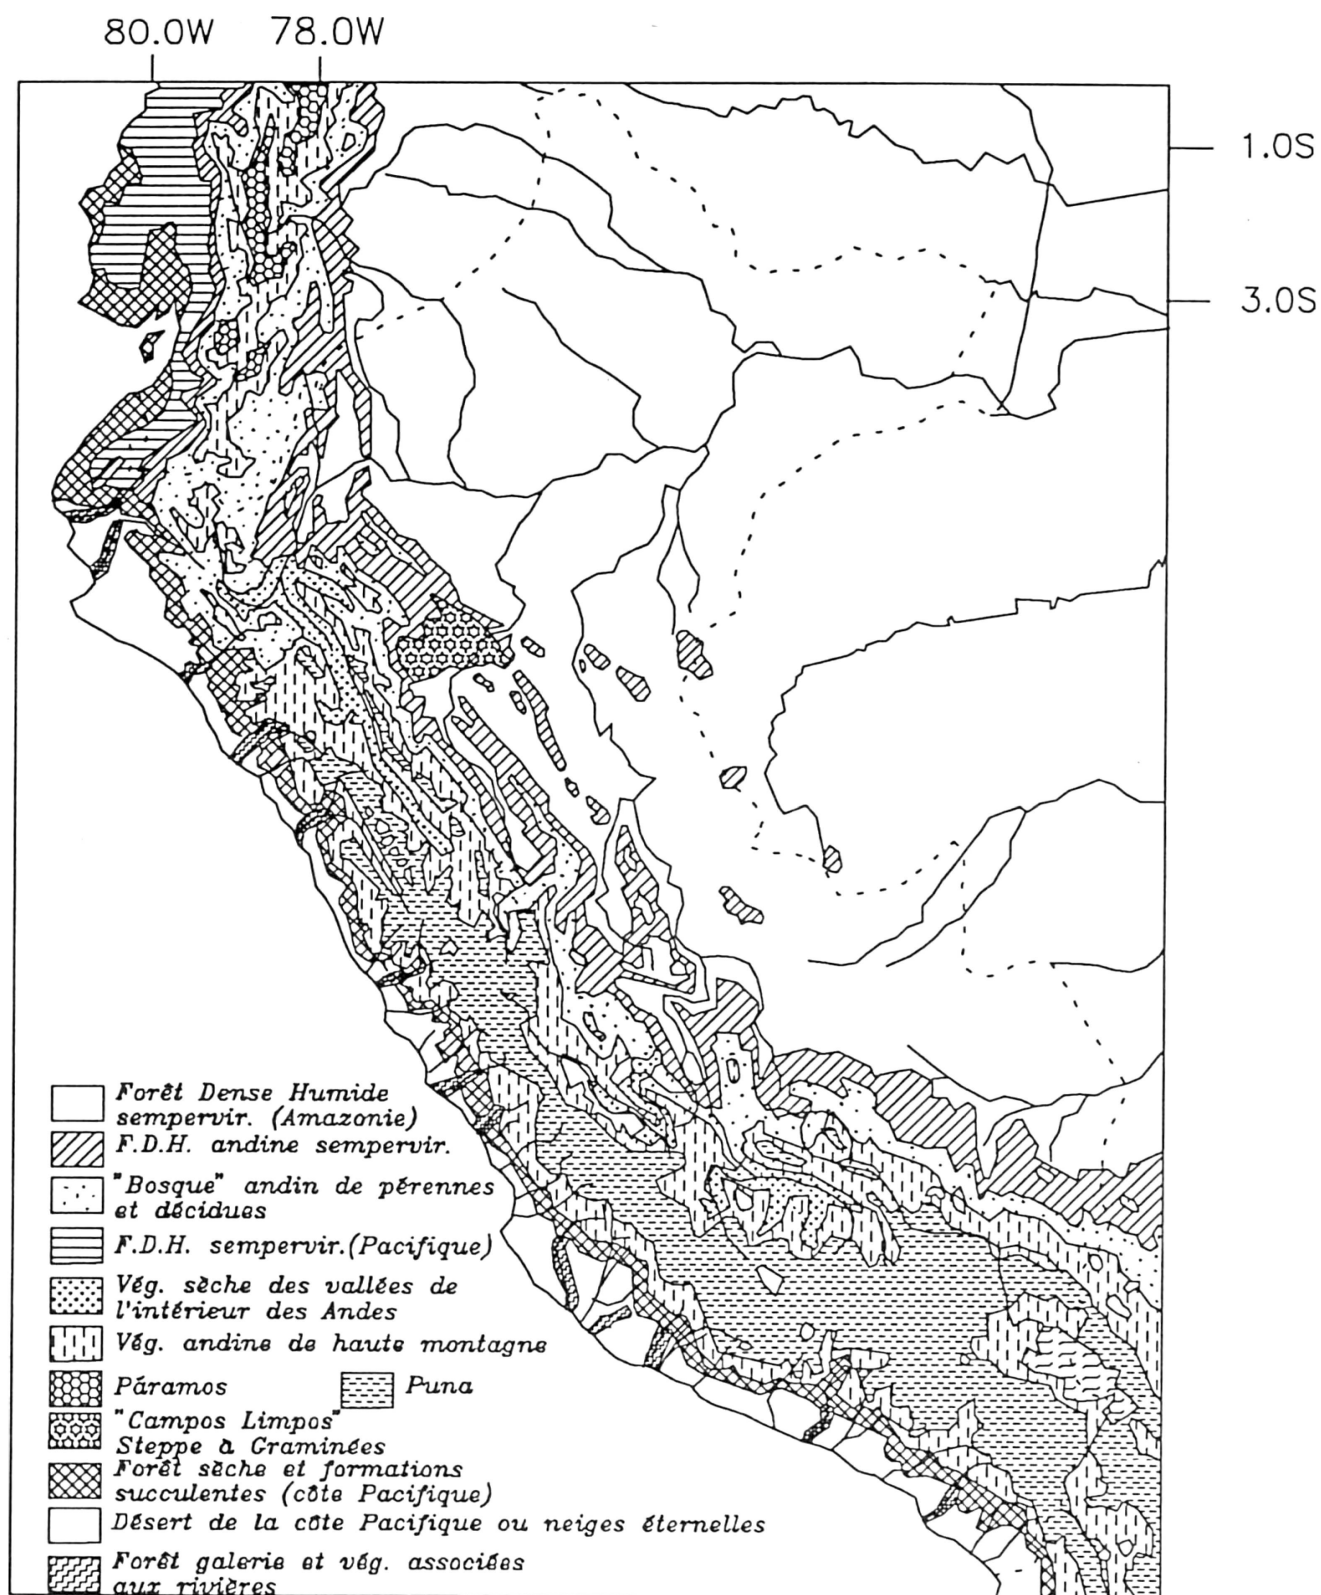 80.0W 78.0W
1.0S
3.0S
Forêt Dense Humide
sempervir. (Amazonie)
F.D.H. andine sempervir.
"Bosque" andin de pérennes
et décidues
F.D.H. sempervir.(Pacifique)
Vég. sèche des vallées de
l'intérieur des Andes
Vég. andine de haute montagne
Páramos Puna
"Campos Limpos"
Steppe à Graminées
Forêt sèche et formations
succulentes (côte Pacifique)
Désert de la côte Pacifique ou neiges éternelles
Forêt galerie et vég. associées
aux rivières